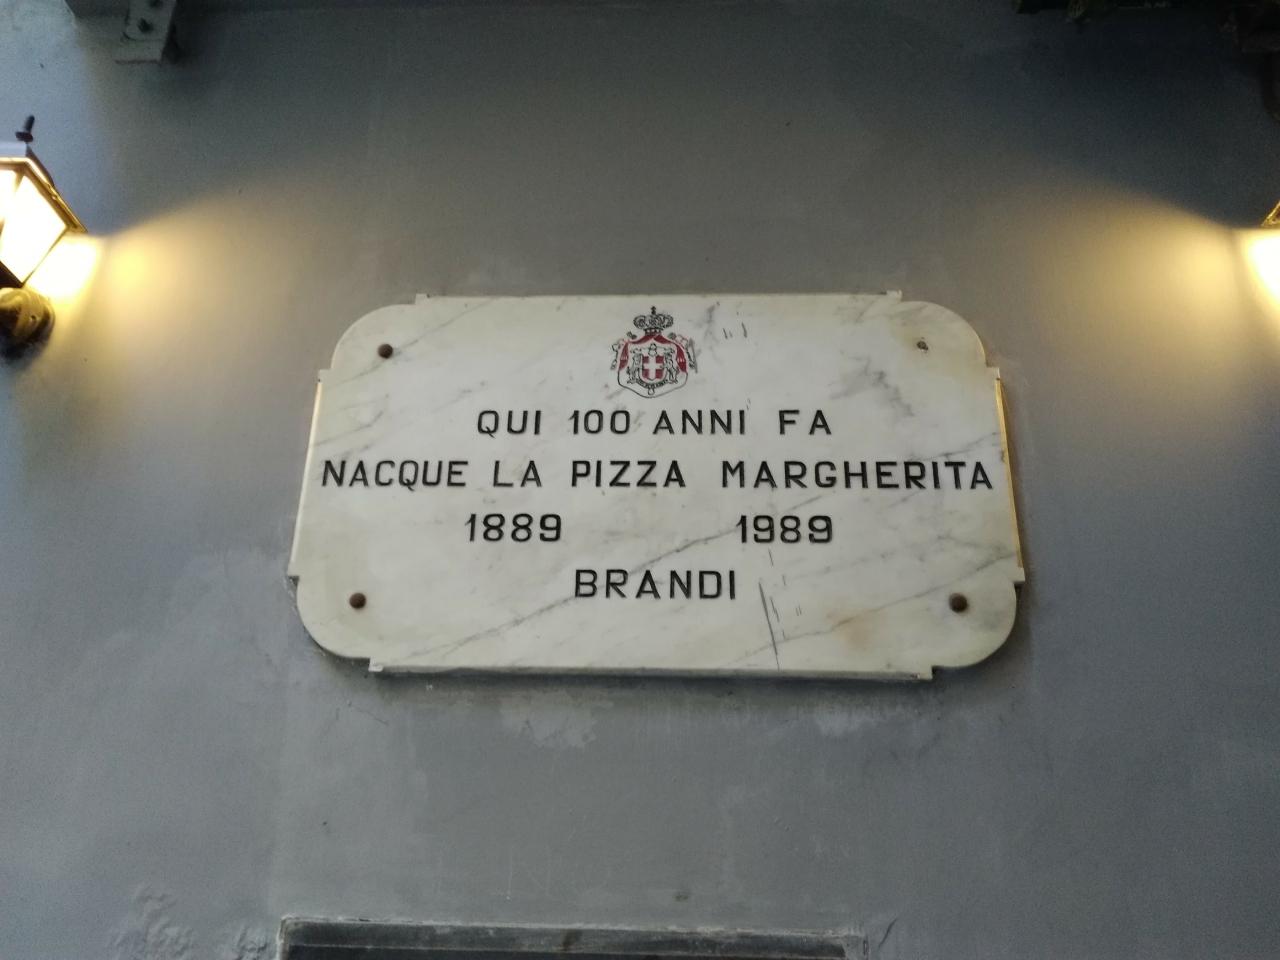 QUI 100 ANNI FA
NACQUE LA PIZZA MARGHERITA
1889 1989
BRANDI